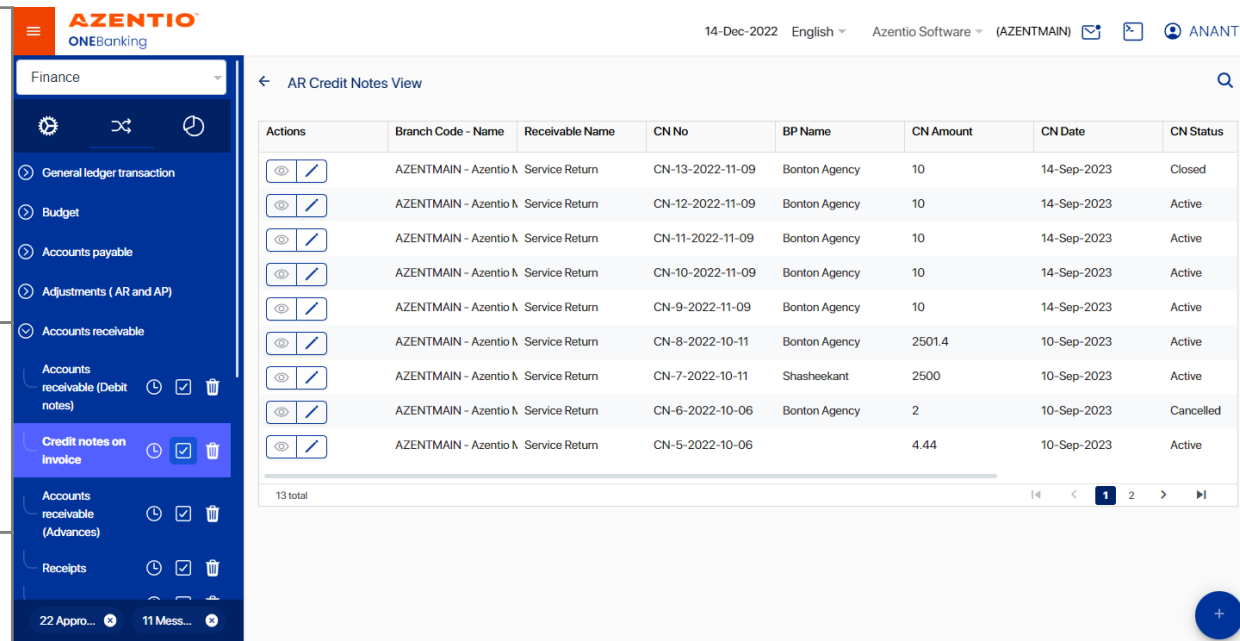 AZENTIO
ONEBanking
14-Dec-2022 English Azentio Software (AZENTMAIN) ANANT
Finance
AR Credit Notes View
General ledger transaction
Budget
Accounts payable
Adjustments ( AR and AP)
Accounts receivable
Accounts
receivable (Debit
notes)
Credit notes on
invoice
Accounts
receivable
(Advances)
Receipts
22 Appro... 11 Mess...
Actions Branch Code - Name Receivable Name CN No BP Name CN Amount CN Date CN Status
AZENTMAIN - Azentio Service Return CN-13-2022-11-09 Bonton Agency 10 14-Sep-2023 Closed
AZENTMAIN - Azentio Service Return CN-12-2022-11-09 Bonton Agency 10 14-Sep-2023 Active
AZENTMAIN - Azentio Service Return CN-11-2022-11-09 Bonton Agency 10 14-Sep-2023 Active
AZENTMAIN - Azentio Service Return CN-10-2022-11-09 Bonton Agency 10 14-Sep-2023 Active
AZENTMAIN - Azentio Service Return CN-9-2022-11-09 Bonton Agency 10 14-Sep-2023 Active
AZENTMAIN - Azentio Service Return CN-8-2022-10-11 Bonton Agency 2501.4 10-Sep-2023 Active
AZENTMAIN - Azentio Service Return CN-7-2022-10-11 Shasheekant 2500 10-Sep-2023 Active
AZENTMAIN - Azentio Service Return CN-6-2022-10-06 Bonton Agency 2 10-Sep-2023 Cancelled
AZENTMAIN - Azentio Service Return CN-5-2022-10-06 4.44 10-Sep-2023 Active
13 total 1 2